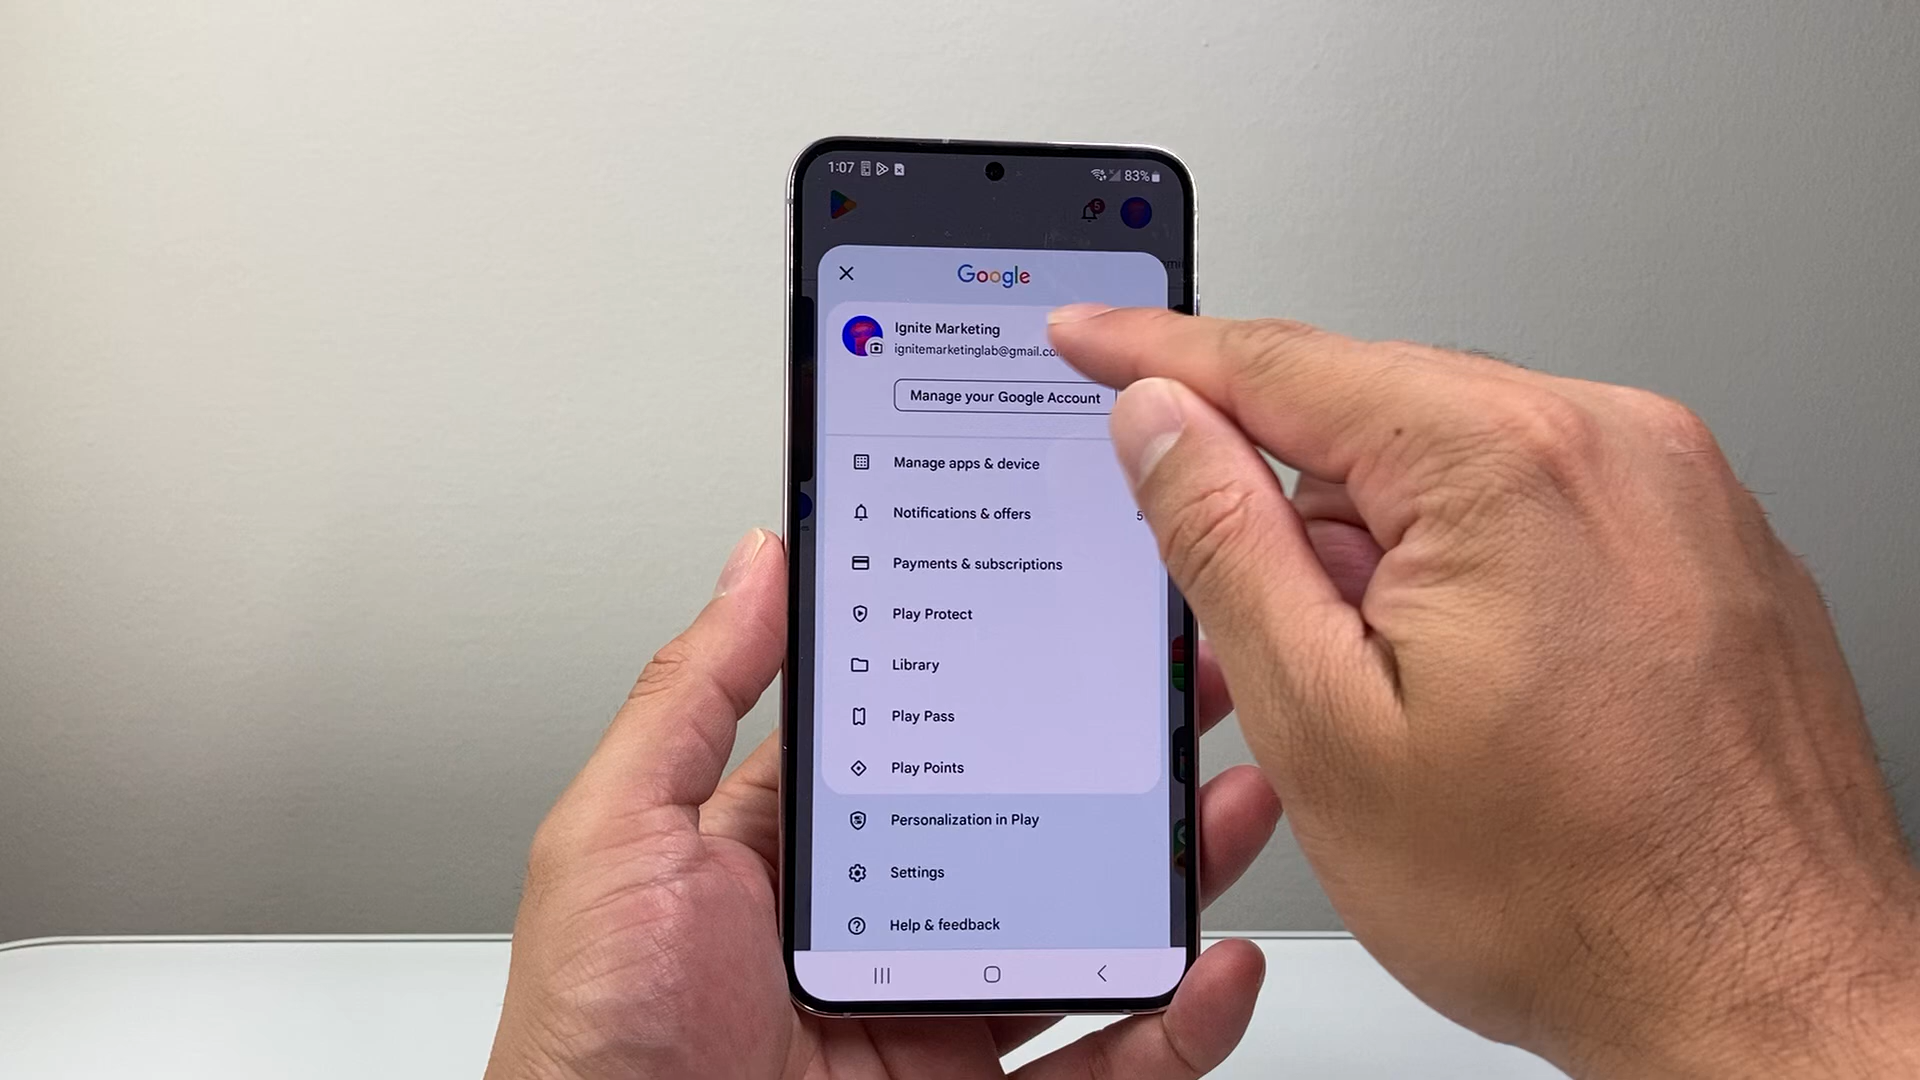 1:07
83%
5
Google
Ignite Marketing
ignitemarketinglab@gmail.co
Manage your Google Account
Manage apps & device
Notifications & offers
5
Payments & subscriptions
Play Protect
Library
Play Pass
Play Points
Personalization in Play
Settings
Help & feedback